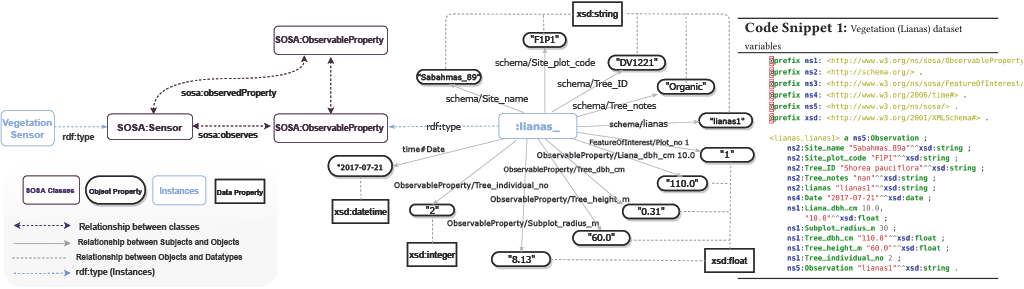 SOSA:ObservableProperty
sosa:observedProperty
Vegetation
Sensor
rdf:type
SOSA:Sensor
sosa:observes
SOSA:ObservableProperty
rdf:type
:lianas_
xsd:string
"F1P1"
schema/Site_plot_code
"Sabahmas_89"
schema/Site_name
"DV1221"
schema/Tree_ID
"Organic"
schema/Tree_notes
"lianas1"
schema/lianas
FeatureOfInterest/Plot_no 1
"1"
ObservableProperty/Liana_dbh_cm 10.0
"110.0"
ObservableProperty/Tree_dbh_cm
"0.31"
ObservableProperty/Tree_height_m
"60.0"
ObservableProperty/Subplot_radius_m
"8.13"
xsd:float
time#Date
"2017-07-21
xsd:datetime
ObservableProperty/Tree_individual_no
"2"
xsd:integer
SOSA Classes
Object Property
Instances
Data Property
Relationship between classes
Relationship between Subjects and Objects
Relationship between Objects and Datatypes
rdf:type (Instances)
Code Snippet 1: Vegetation (Lianas) dataset
variables
@prefix ns1: <http://www.w3.org/ns/sosa/ObservableProperty
@prefix ns2: <http://schema.org/> .
@prefix ns3: <http://www.w3.org/ns/sosa/FeatureOfInterest/
@prefix ns4: <http://www.w3.org/2006/time#> .
@prefix ns5: <http://www.w3.org/ns/sosa/> .
@prefix xsd: <http://www.w3.org/2001/XMLSchema#> .
<lianas_lianas1> a ns5:Observation ;
ns2:Site_name "Sabahmas_89a"^^xsd:string ;
ns2:Site_plot_code "F1P1"^^xsd:string ;
ns2:Tree_ID "Shorea pauciflora"^^xsd:string ;
ns2:Tree_notes "nan"^^xsd:string ;
ns2:lianas "lianas1"^^xsd:string ;
ns4:Date "2017-07-21"^^xsd:date ;
ns1:Liana_dbh_cm 10.0,
"10.0"^^xsd:float ;
ns1:Subplot_radius_m 30 ;
ns1:Tree_dbh_cm "110.0"^^xsd:float ;
ns1:Tree_height_m "60.0"^^xsd:float ;
ns1:Tree_individual_no 2 ;
ns5:Observation "lianas1"^^xsd:string .